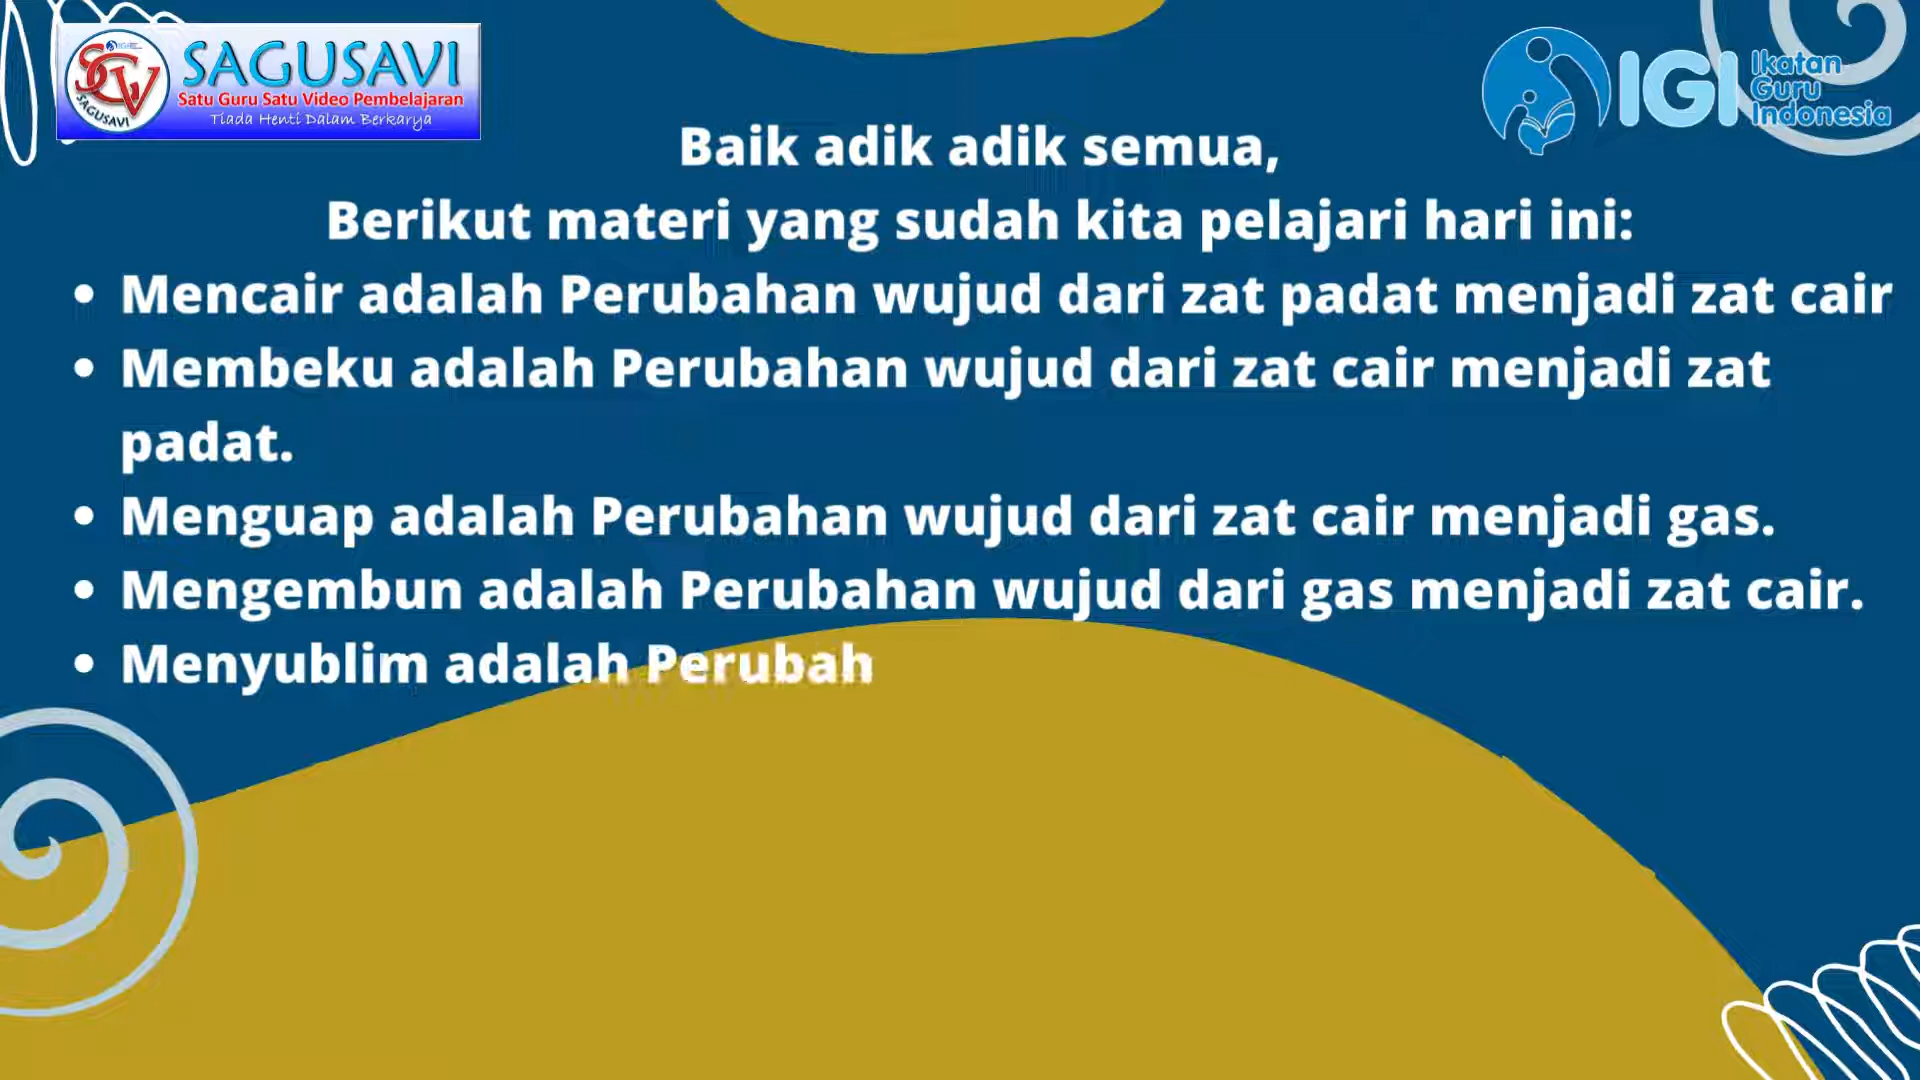 SAGUSAVI
Satu Guru Satu Video Pembelajaran
Tiada Henti Dalam Berkarya
SGV
SAGUSAVI
IGI
Ikatan
Guru
Indonesia
Baik adik adik semua,
Berikut materi yang sudah kita pelajari hari ini:
• Mencair adalah Perubahan wujud dari zat padat menjadi zat cair
• Membeku adalah Perubahan wujud dari zat cair menjadi zat
padat.
• Menguap adalah Perubahan wujud dari zat cair menjadi gas.
• Mengembun adalah Perubahan wujud dari gas menjadi zat cair.
• Menyublim adalah Perubah